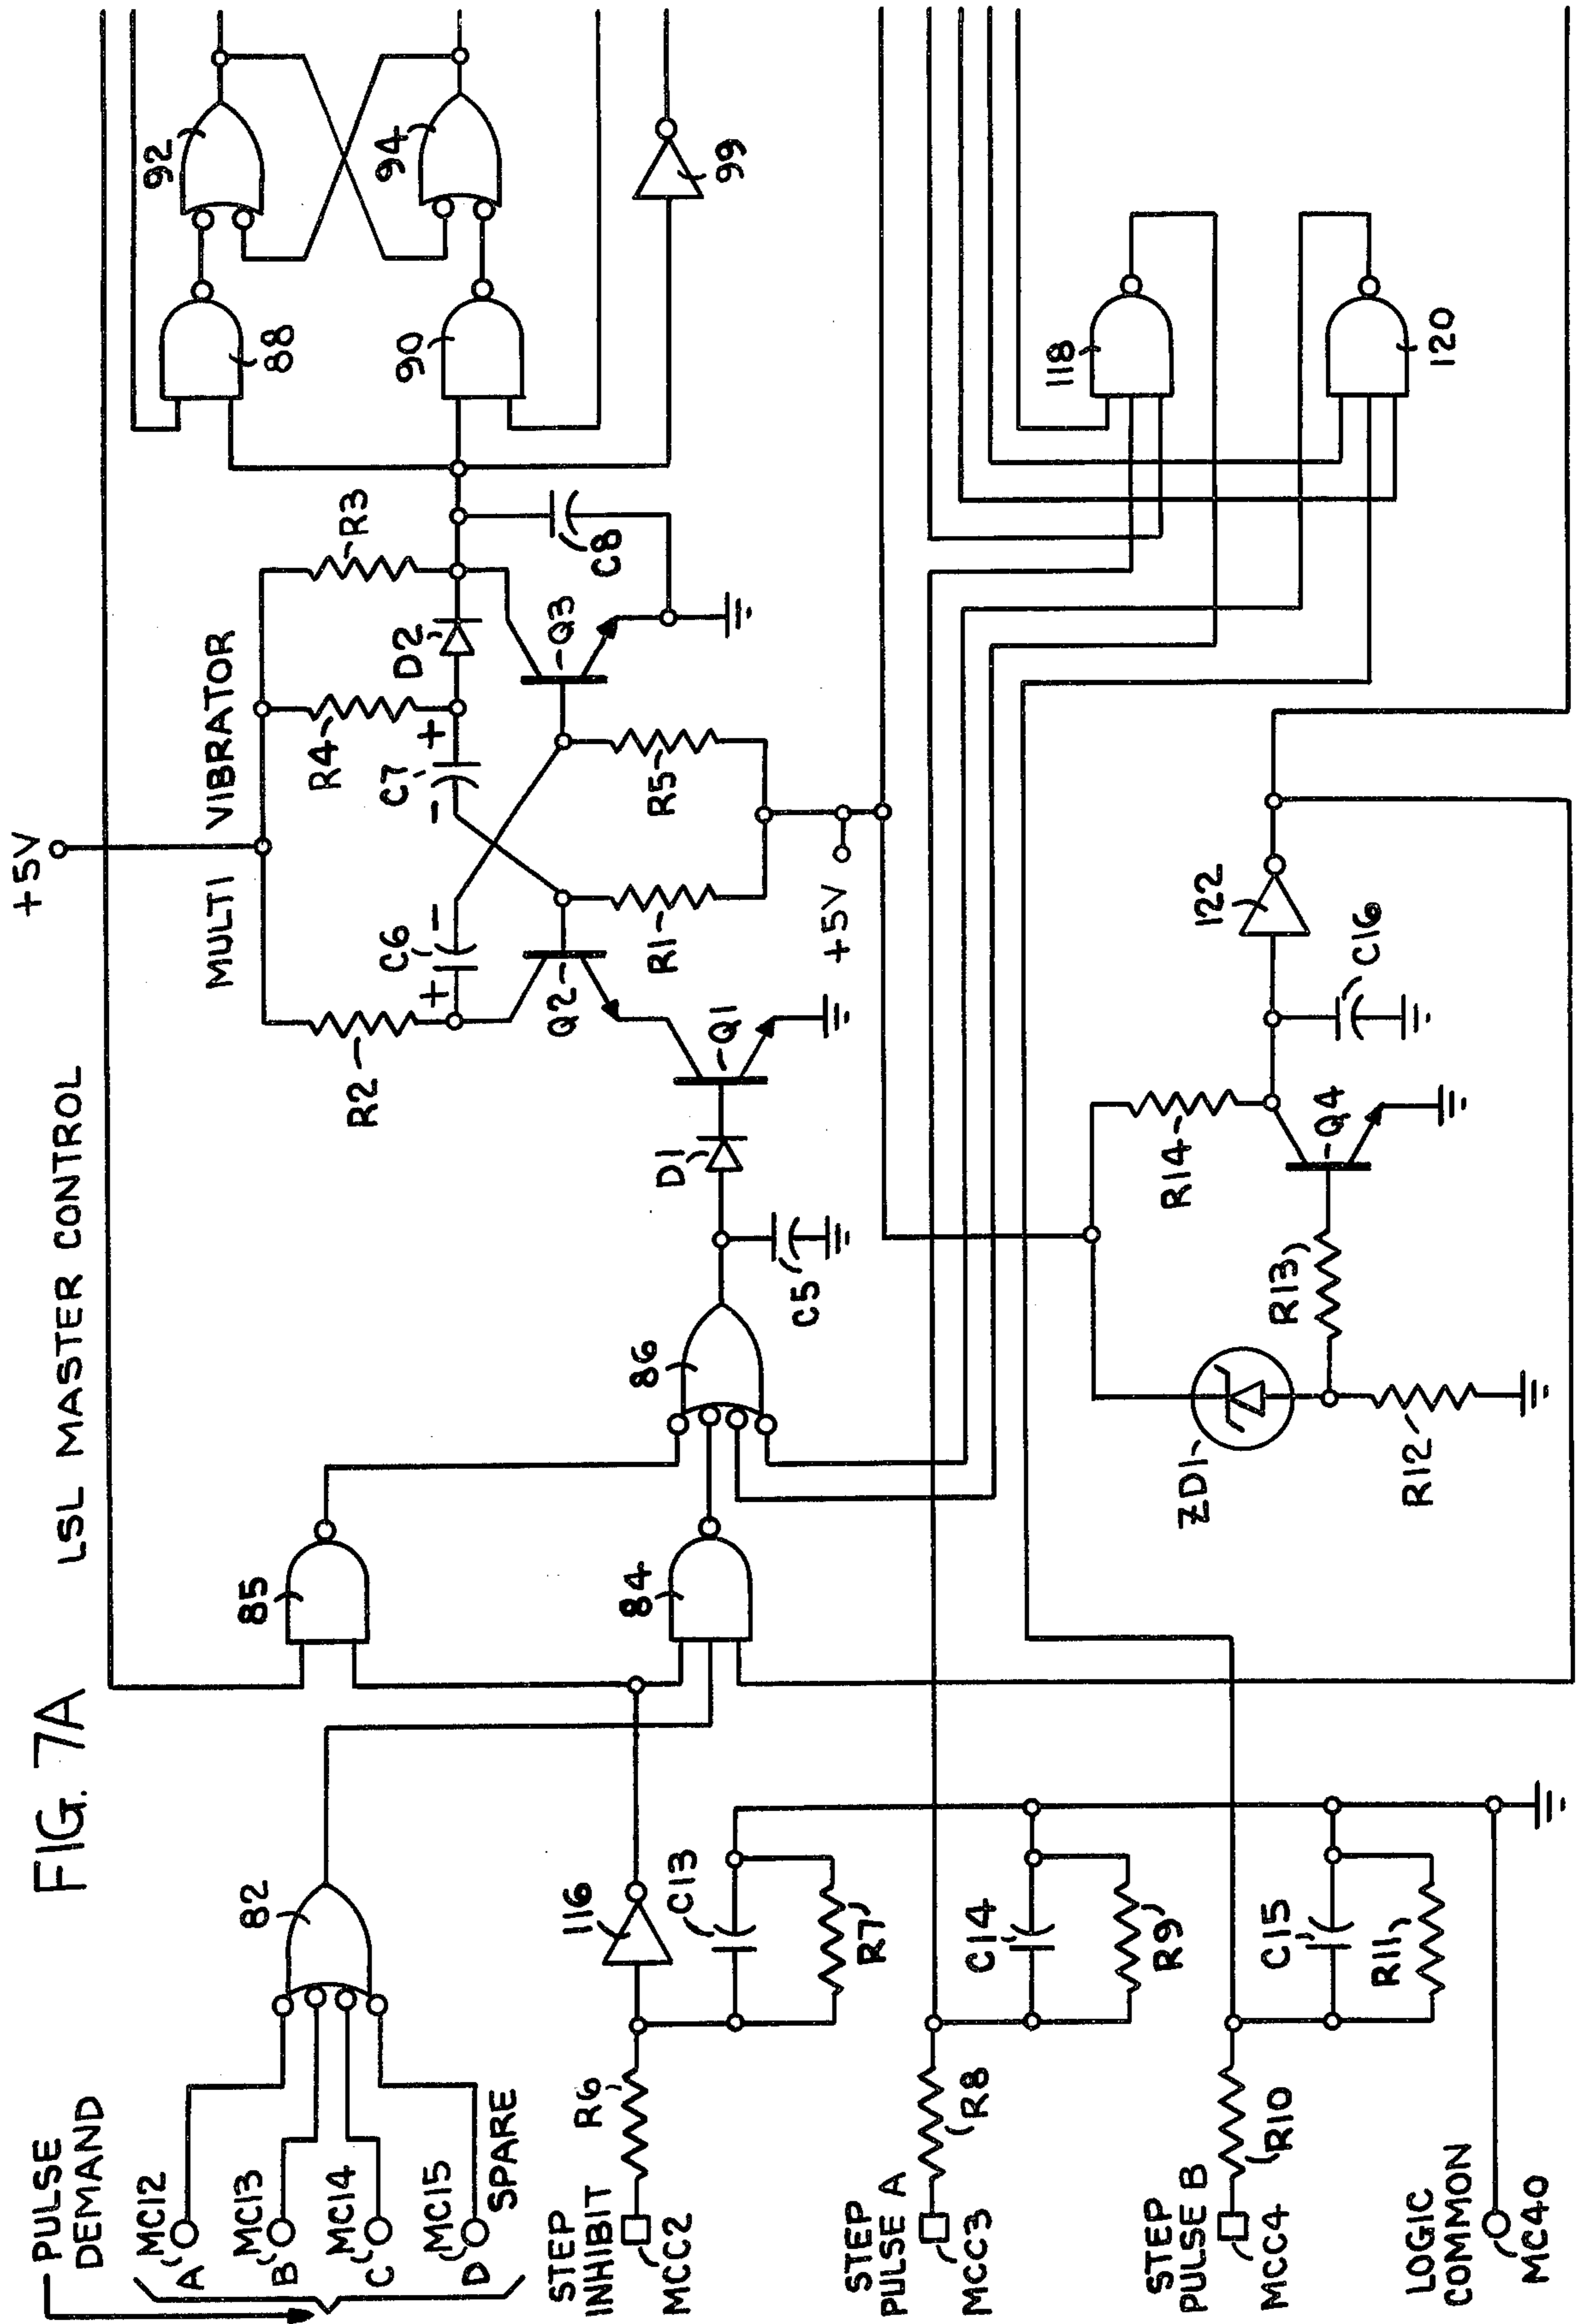 FIG. 7A
LSL MASTER CONTROL
+5V
PULSE
DEMAND
A
MC12
B
MC13
C
MC14
D
MC15
SPARE
82
85
84
86
MULTI VIBRATOR
R2
R4
R3
C6
+
-
C7
-
+
D2
Q2
Q3
C8
R1
R5
+5V
Q1
D1
C5
92
88
94
90
99
STEP
INHIBIT
MCC2
R6
116
C13
R7
STEP
PULSE A
MCC3
R8
C14
R9
STEP
PULSE B
MCC4
R10
C15
R11
LOGIC
COMMON
MC40
ZD1
R12
R13
R14
Q4
C16
122
118
120